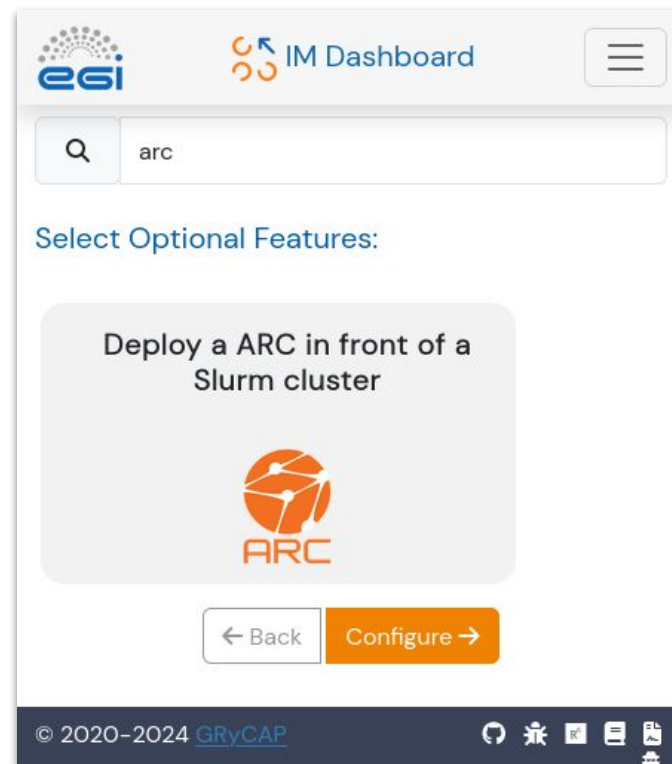 egi
IM Dashboard
arc
Select Optional Features:
Deploy a ARC in front of a
Slurm cluster
ARC
← Back
Configure →
© 2020-2024 GRyCAP